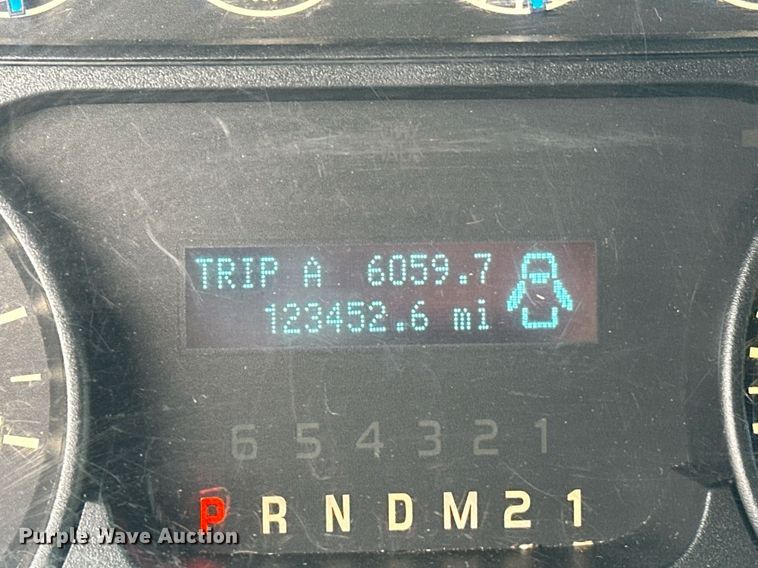 TRIP A 6059.7
123452.6 mi
6 5 4 3 2 1
P R N D M 2 1
Purple Wave Auction